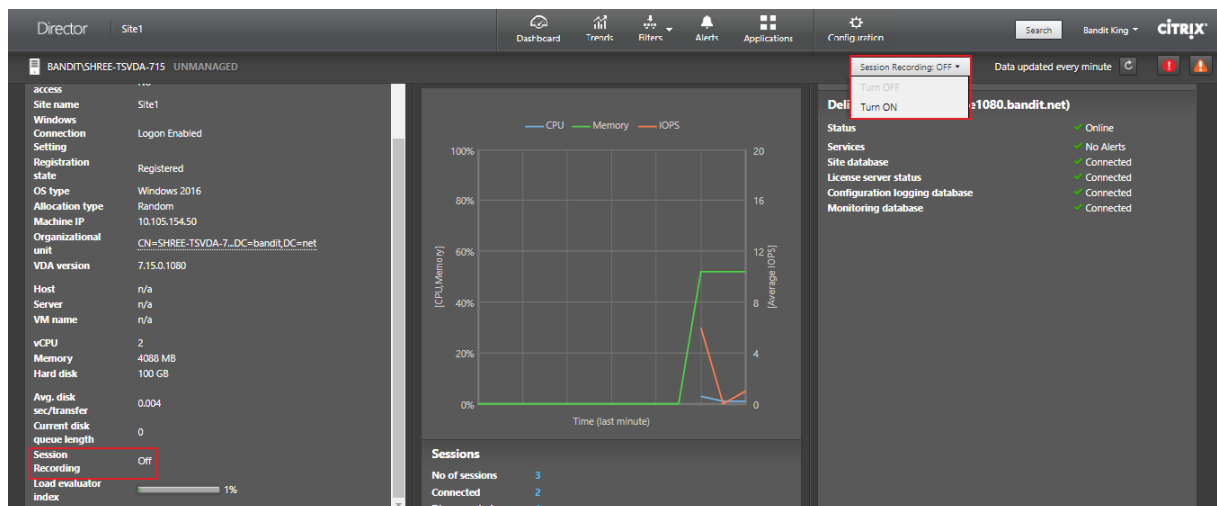 Director Site1 Dashboard Trends Filters Alerts Applications Configuration Search Bandit King CITRIX
BANDIT\SHREE-TSVDA-715 UNMANAGED Session Recording: OFF Data updated every minute
Turn OFF
Turn ON
access
Site name Site1
Windows
Connection Logon Enabled
Setting
Registration
state Registered
OS type Windows 2016
Allocation type Random
Machine IP 10.105.154.50
Organizational
unit CN=SHREE-TSVDA-7...DC=bandit,DC=net
VDA version 7.15.0.1080
Host n/a
Server n/a
VM name n/a
vCPU 2
Memory 4088 MB
Hard disk 100 GB
Avg. disk
sec/transfer 0.004
Current disk
queue length 0
Session
Recording Off
Load evaluator
index 1%
CPU Memory IOPS
100% 20
80% 16
60% 12
40% 8
20% 4
0% 0
[CPU,Memory]
[Average IOPS]
Time (last minute)
Sessions
No of sessions 3
Connected 2
Deli e1080.bandit.net)
Status Online
Services No Alerts
Site database Connected
License server status Connected
Configuration logging database Connected
Monitoring database Connected